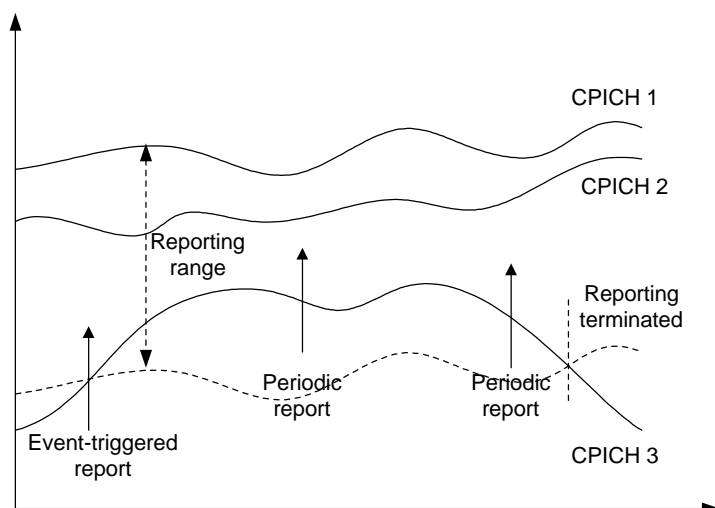 CPICH 1
CPICH 2
Reporting
range
Reporting
terminated
Periodic
report
Periodic
report
Event-triggered
report
CPICH 3